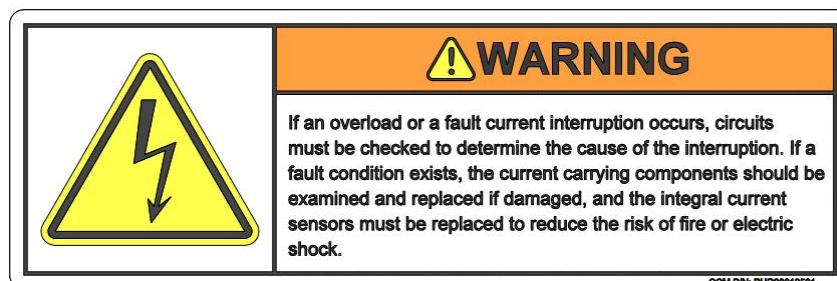 WARNING
If an overload or a fault current interruption occurs, circuits
must be checked to determine the cause of the interruption. If a
fault condition exists, the current carrying components should be
examined and replaced if damaged, and the integral current
sensors must be replaced to reduce the risk of fire or electric
shock.